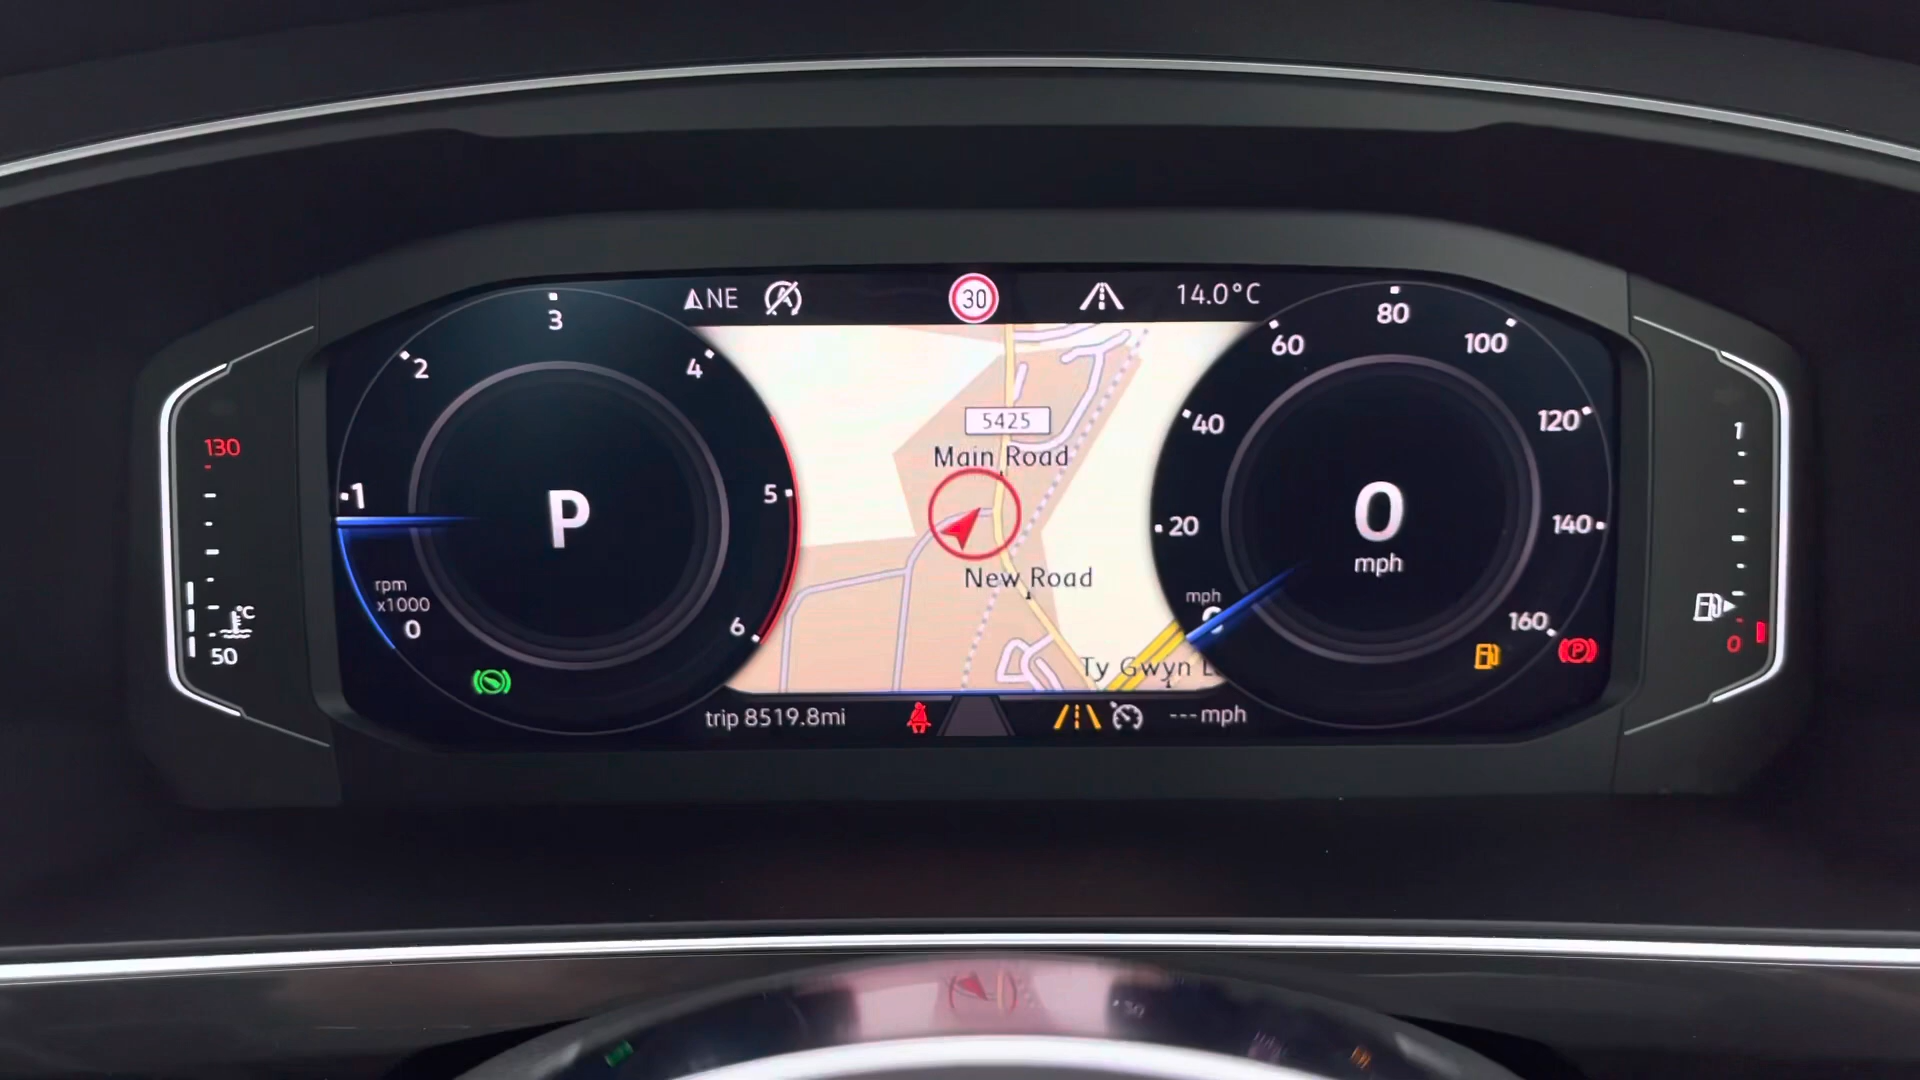 NE
30
14.0°C
3
2
4
1
5
rpm
x1000
0
6
P
5425
Main Road
New Road
Ty Gwyn L
80
60
100
40
120
20
140
mph
0
160
0
mph
130
°C
50
1
0
P
trip 8519.8mi
--- mph